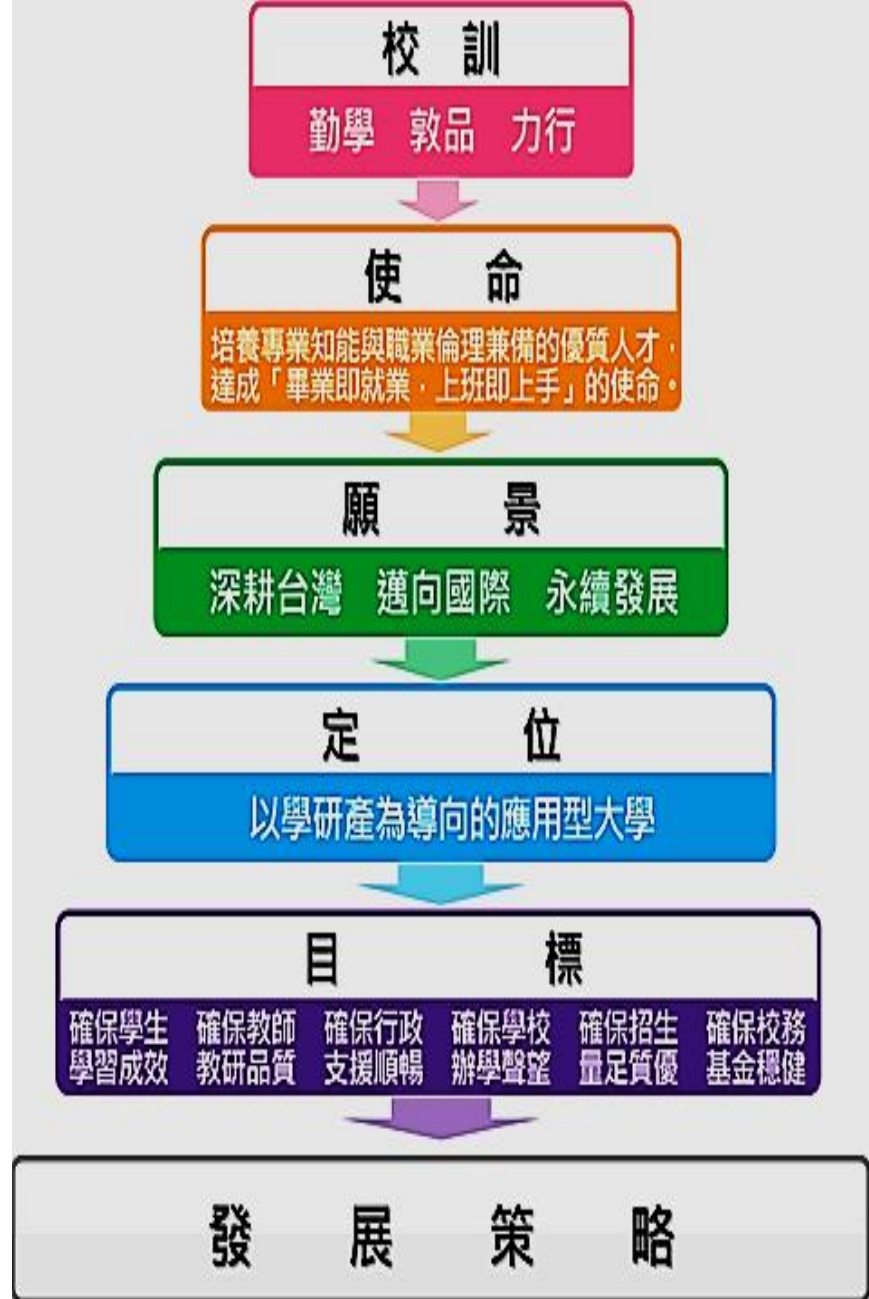 校 訓
勤學 敦品 力行
使 命
培養專業知能與職業倫理兼備的優質人才，
達成「畢業即就業，上班即上手」的使命。
願 景
深耕台灣 邁向國際 永續發展
定 位
以學研產為導向的應用型大學
目 標
確保學生 確保教師 確保行政 確保學校 確保招生 確保校務
學習成效 教研品質 支援順暢 辦學聲望 量足質優 基金穩健
發 展 策 略